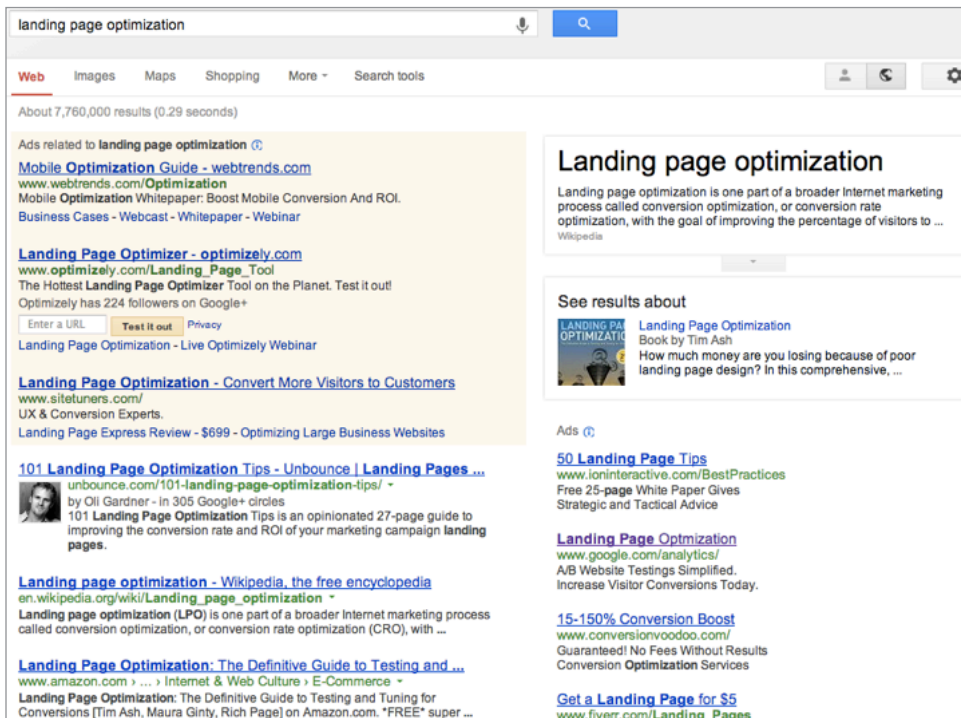 landing page optimization
Web Images Maps Shopping More Search tools
About 7,760,000 results (0.29 seconds)
Ads related to landing page optimization
Mobile Optimization Guide - webtrends.com
www.webtrends.com/Optimization
Mobile Optimization Whitepaper: Boost Mobile Conversion And ROI.
Business Cases - Webcast - Whitepaper - Webinar
Landing Page Optimizer - optimizely.com
www.optimizely.com/Landing_Page_Tool
The Hottest Landing Page Optimizer Tool on the Planet. Test it out!
Optimizely has 224 followers on Google+
Enter a URL Test it out Privacy
Landing Page Optimization - Live Optimizely Webinar
Landing Page Optimization - Convert More Visitors to Customers
www.sitetuners.com/
UX & Conversion Experts.
Landing Page Express Review - $699 - Optimizing Large Business Websites
101 Landing Page Optimization Tips - Unbounce | Landing Pages ...
unbounce.com/101-landing-page-optimization-tips/
by Oli Gardner - in 305 Google+ circles
101 Landing Page Optimization Tips is an opinionated 27-page guide to
improving the conversion rate and ROI of your marketing campaign landing
pages.
Landing page optimization - Wikipedia, the free encyclopedia
en.wikipedia.org/wiki/Landing_page_optimization
Landing page optimization (LPO) is one part of a broader Internet marketing process
called conversion optimization, or conversion rate optimization (CRO), with ...
Landing Page Optimization: The Definitive Guide to Testing and ...
www.amazon.com › ... › Internet & Web Culture › E-Commerce
Landing Page Optimization: The Definitive Guide to Testing and Tuning for
Conversions [Tim Ash, Maura Ginty, Rich Page] on Amazon.com. *FREE* super ...
Landing page optimization
Landing page optimization is one part of a broader Internet marketing
process called conversion optimization, or conversion rate
optimization, with the goal of improving the percentage of visitors to ...
Wikipedia
See results about
LANDING PA
OPTIMIZATIO
Landing Page Optimization
Book by Tim Ash
How much money are you losing because of poor
landing page design? In this comprehensive, ...
Ads
50 Landing Page Tips
www.ioninteractive.com/BestPractices
Free 25-page White Paper Gives
Strategic and Tactical Advice
Landing Page Optmization
www.google.com/analytics/
A/B Website Testings Simplified.
Increase Visitor Conversions Today.
15-150% Conversion Boost
www.conversionvoodoo.com/
Guaranteed! No Fees Without Results
Conversion Optimization Services
Get a Landing Page for $5
www.fiverr.com/Landing_Pages